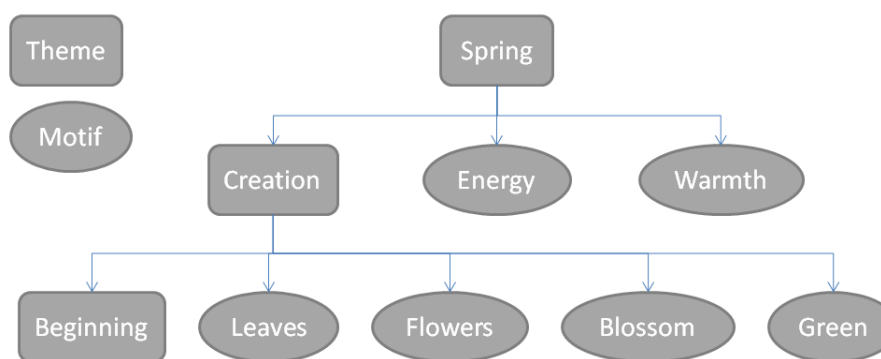 Theme
Spring
Motif
Creation
Energy
Warmth
Beginning
Leaves
Flowers
Blossom
Green